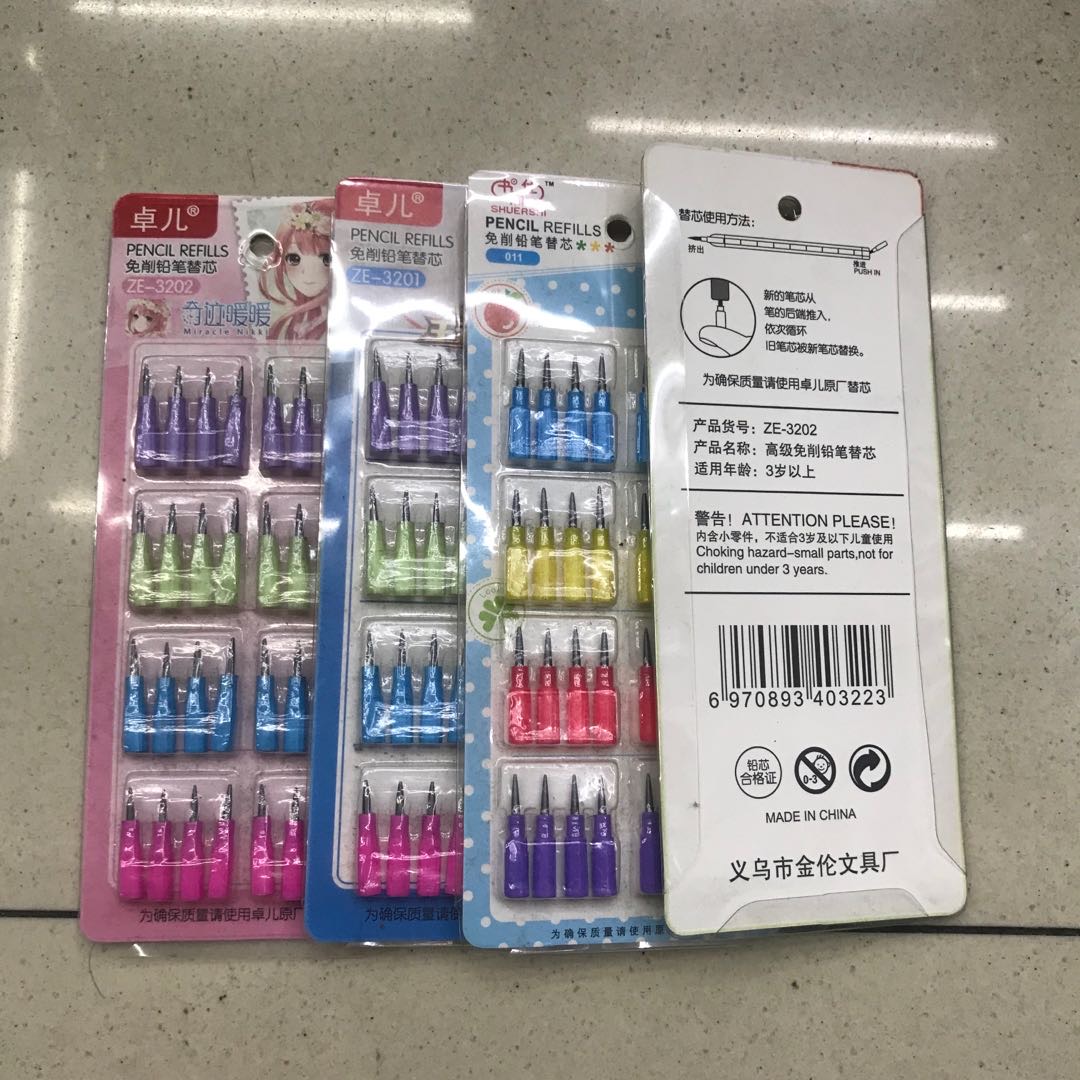 卓儿®
PENCIL REFILLS
免削铅笔替芯
ZE-3202
奇迹暖暖
Miracle Nikki
为确保质量请使用卓儿原厂
卓儿®
PENCIL REFILLS
免削铅笔替芯
ZE-3201
为确保质量请使用卓儿
TM
SHUERSHI
PENCIL REFILLS
免削铅笔替芯
011
为确保质量请使用原
替芯使用方法:
挤出
推进
PUSH IN
新的笔芯从
笔的后端推入,
依次循环
旧笔芯被新笔芯替换。
为确保质量请使用卓儿原厂替芯
产品货号: ZE-3202
产品名称: 高级免削铅笔替芯
适用年龄: 3岁以上
警告! ATTENTION PLEASE!
内含小零件, 不适合3岁及以下儿童使用
Choking hazard-small parts,not for
children under 3 years.
6 970893 403223
铅芯
合格证
0-3
MADE IN CHINA
义乌市金伦文具厂